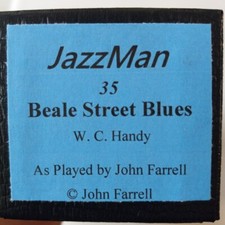 JazzMan
35
Beale Street Blues
W. C. Handy
As Played by John Farrell
© John Farrell